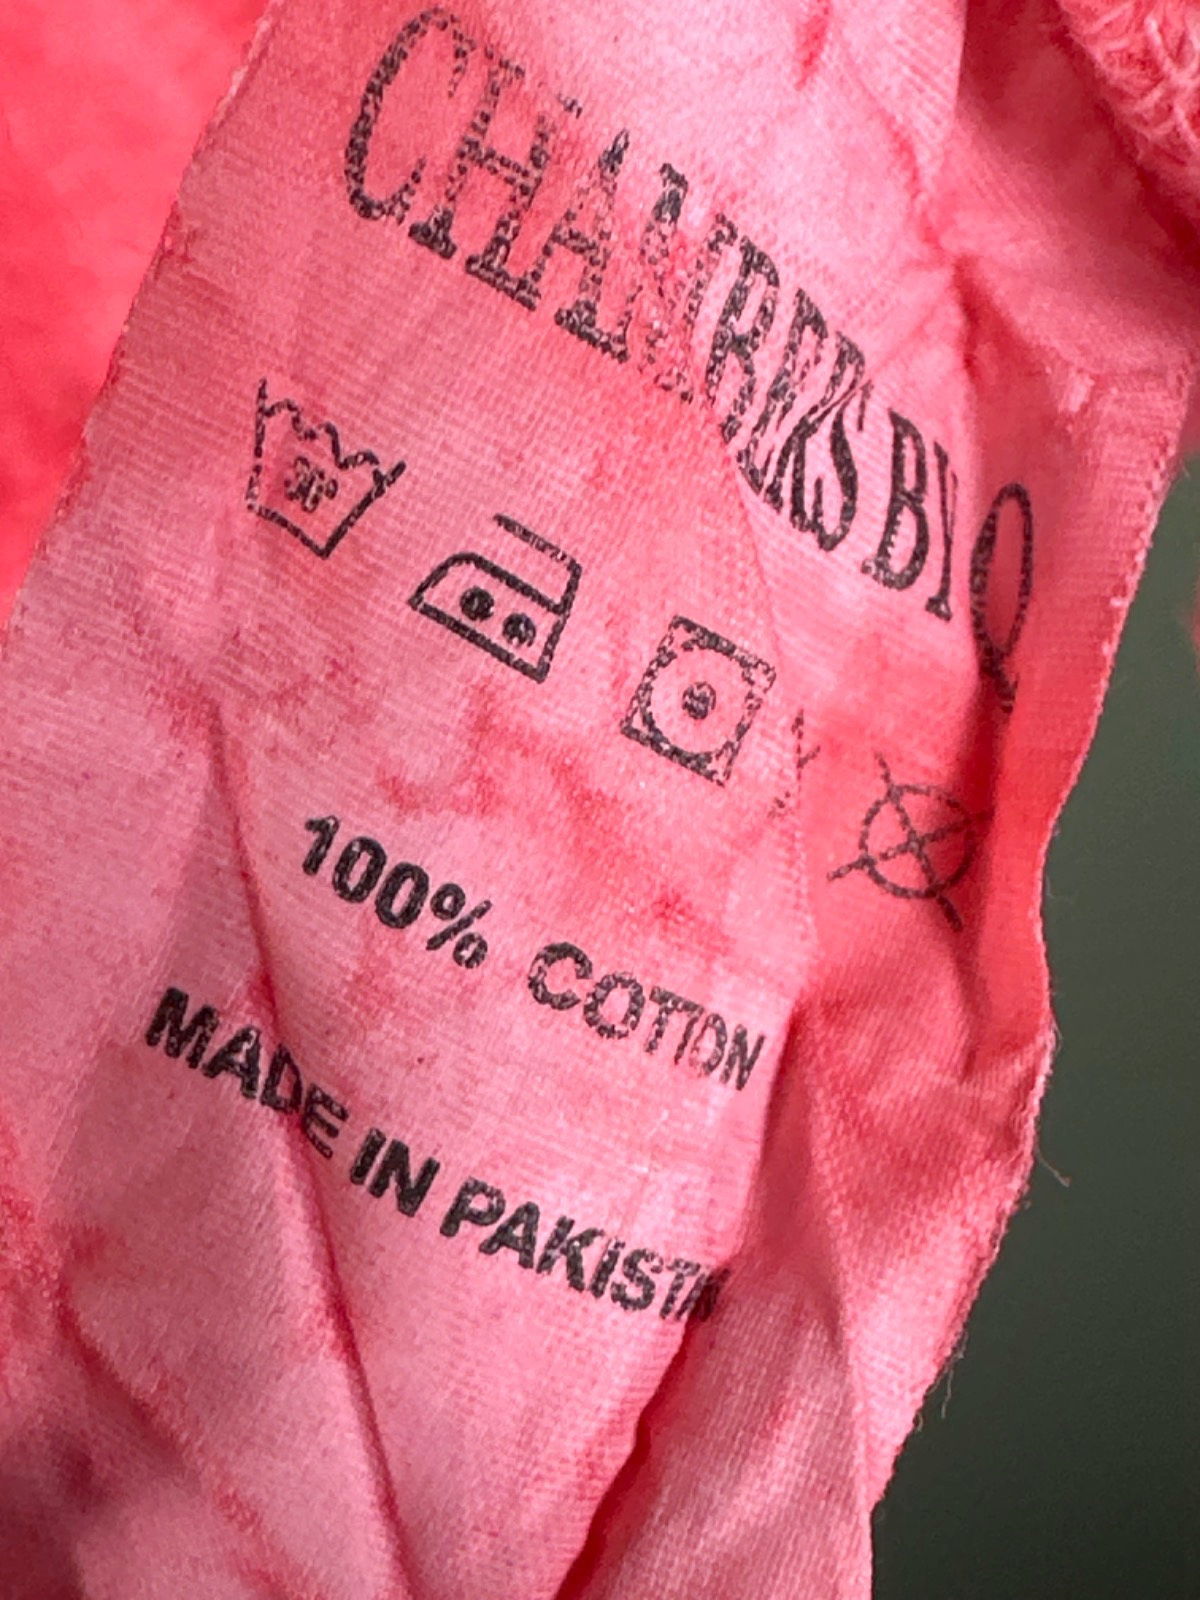 CHAMBERS BY
30°
100% COTTON
MADE IN PAKISTAN